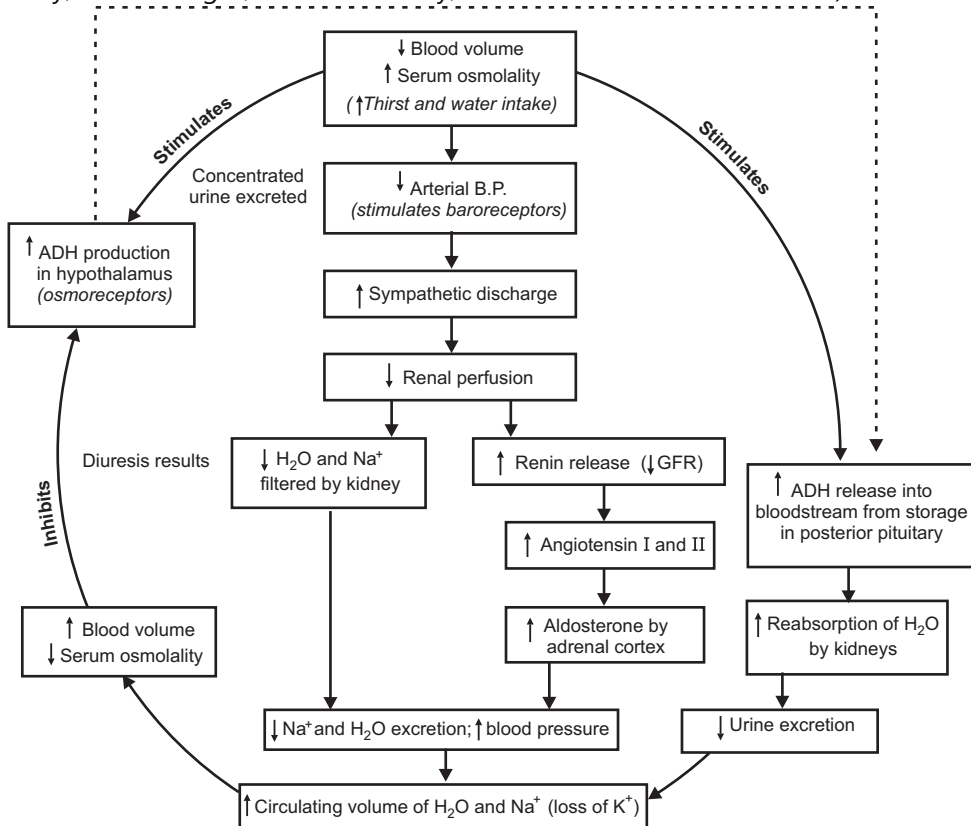 ↓ Blood volume
↑ Serum osmolality
(↑Thirst and water intake)
Stimulates
Stimulates
Concentrated
urine excreted
↓ Arterial B.P.
(stimulates baroreceptors)
↑ ADH production
in hypothalamus
(osmoreceptors)
↑ Sympathetic discharge
↓ Renal perfusion
Diuresis results
↓ H₂O and Na⁺
filtered by kidney
↑ Renin release (↓GFR)
↑ ADH release into
bloodstream from storage
in posterior pituitary
Inhibits
↑ Angiotensin I and II
↑ Blood volume
↓ Serum osmolality
↑ Aldosterone by
adrenal cortex
↑ Reabsorption of H₂O
by kidneys
↓ Na⁺ and H₂O excretion; ↑ blood pressure
↓ Urine excretion
↑ Circulating volume of H₂O and Na⁺ (loss of K⁺)